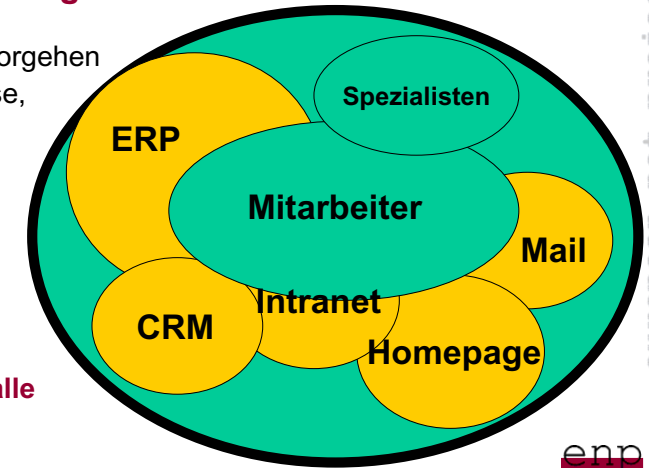 orgehen
se,
Spezialisten
ERP
Mitarbeiter
Mail
Intranet
CRM
Homepage
alle
enp